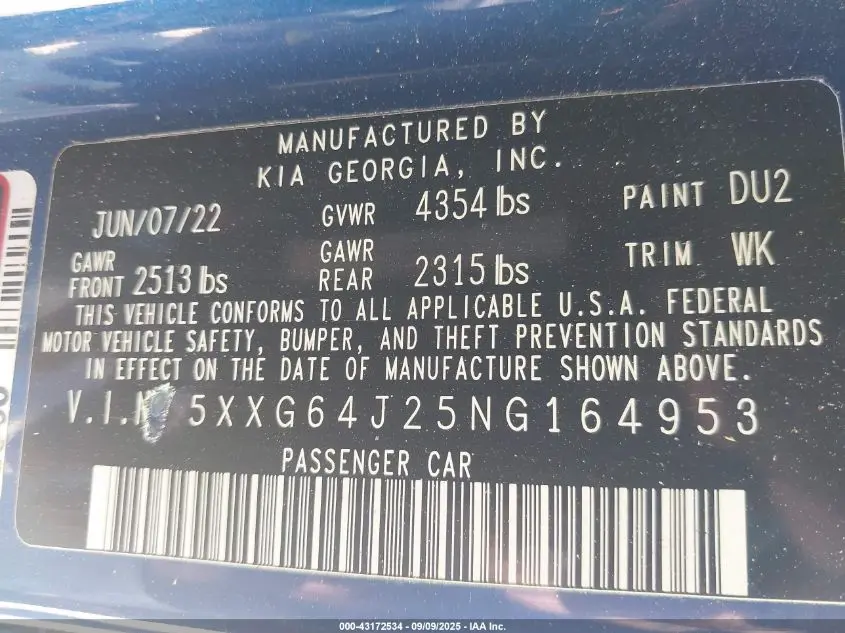 MANUFACTURED BY
KIA GEORGIA, INC.
JUN/07/22 GVWR 4354 lbs PAINT DU2
GAWR FRONT 2513 lbs GAWR REAR 2315 lbs TRIM WK
THIS VEHICLE CONFORMS TO ALL APPLICABLE U.S.A. FEDERAL
MOTOR VEHICLE SAFETY, BUMPER, AND THEFT PREVENTION STANDARDS
IN EFFECT ON THE DATE OF MANUFACTURE SHOWN ABOVE.
V.I.N 5XXG64J25NG164953
PASSENGER CAR
000-43172534 - 09/09/2025 - IAA Inc.